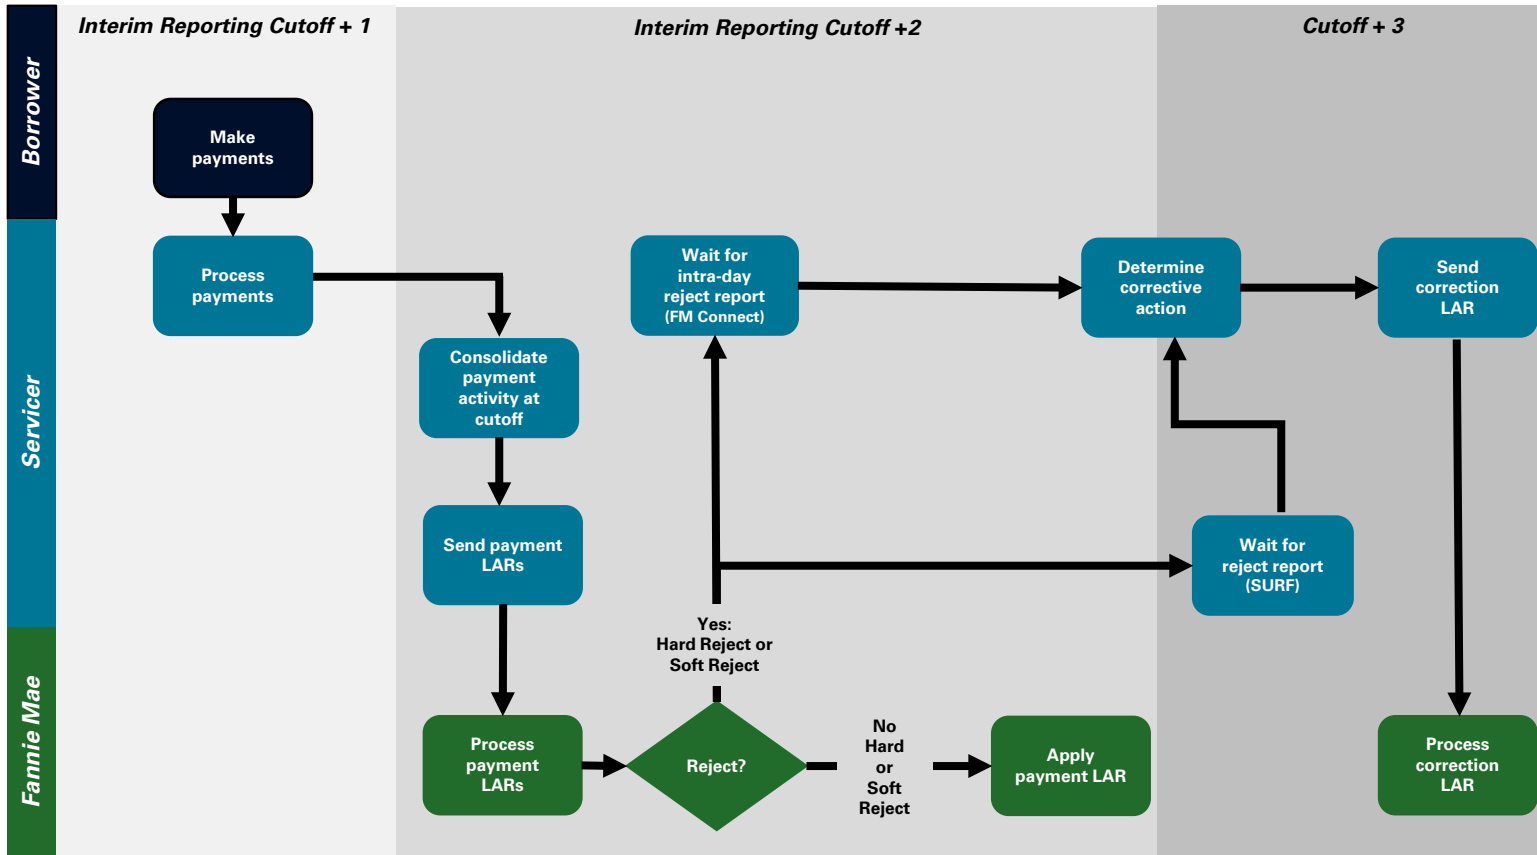 Interim Reporting Cutoff + 1
Interim Reporting Cutoff +2
Cutoff + 3
Borrower
Make
payments
Servicer
Process
payments
Consolidate
payment
activity at
cutoff
Send payment
LARs
Wait for
intra-day
reject report
(FM Connect)
Determine
corrective
action
Send
correction
LAR
Wait for
reject report
(SURF)
Yes:
Hard Reject or
Soft Reject
Fannie Mae
Process
payment
LARs
Reject?
No
Hard
or
Soft
Reject
Apply
payment LAR
Process
correction
LAR